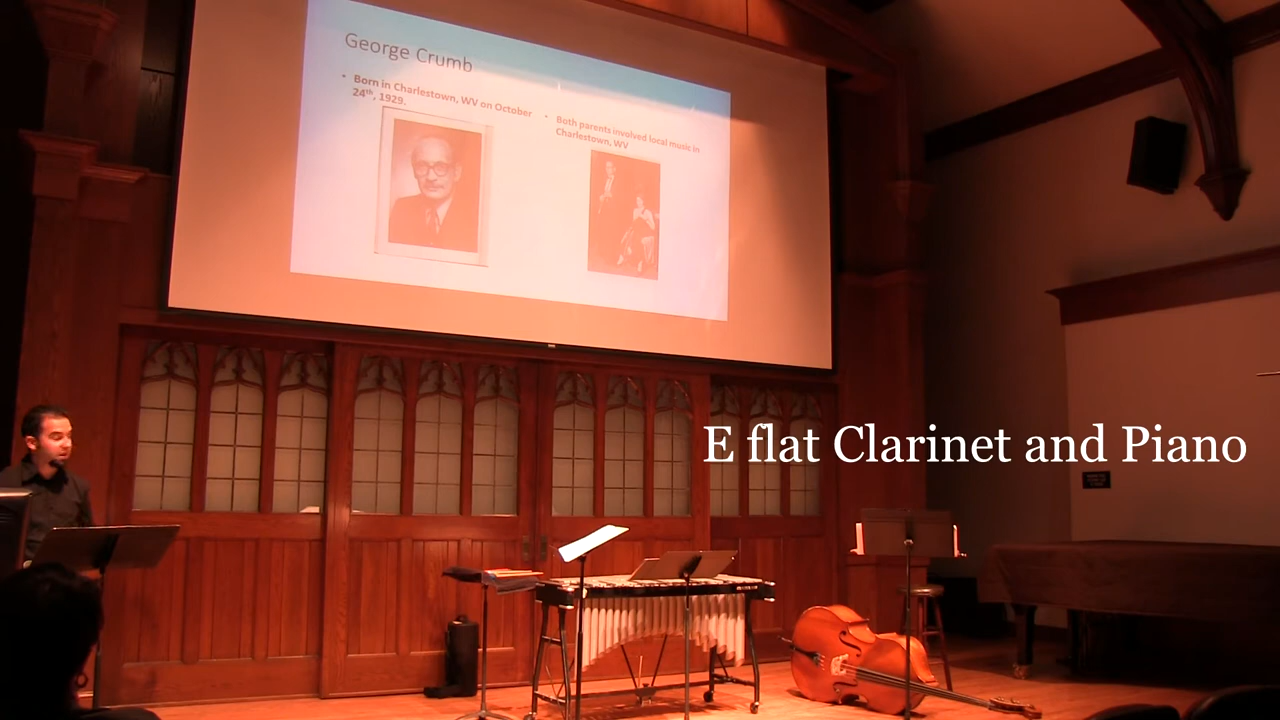 George Crumb
• Born in Charlestown, WV on October
24th, 1929.
• Both parents involved local music in
Charlestown, WV
E flat Clarinet and Piano